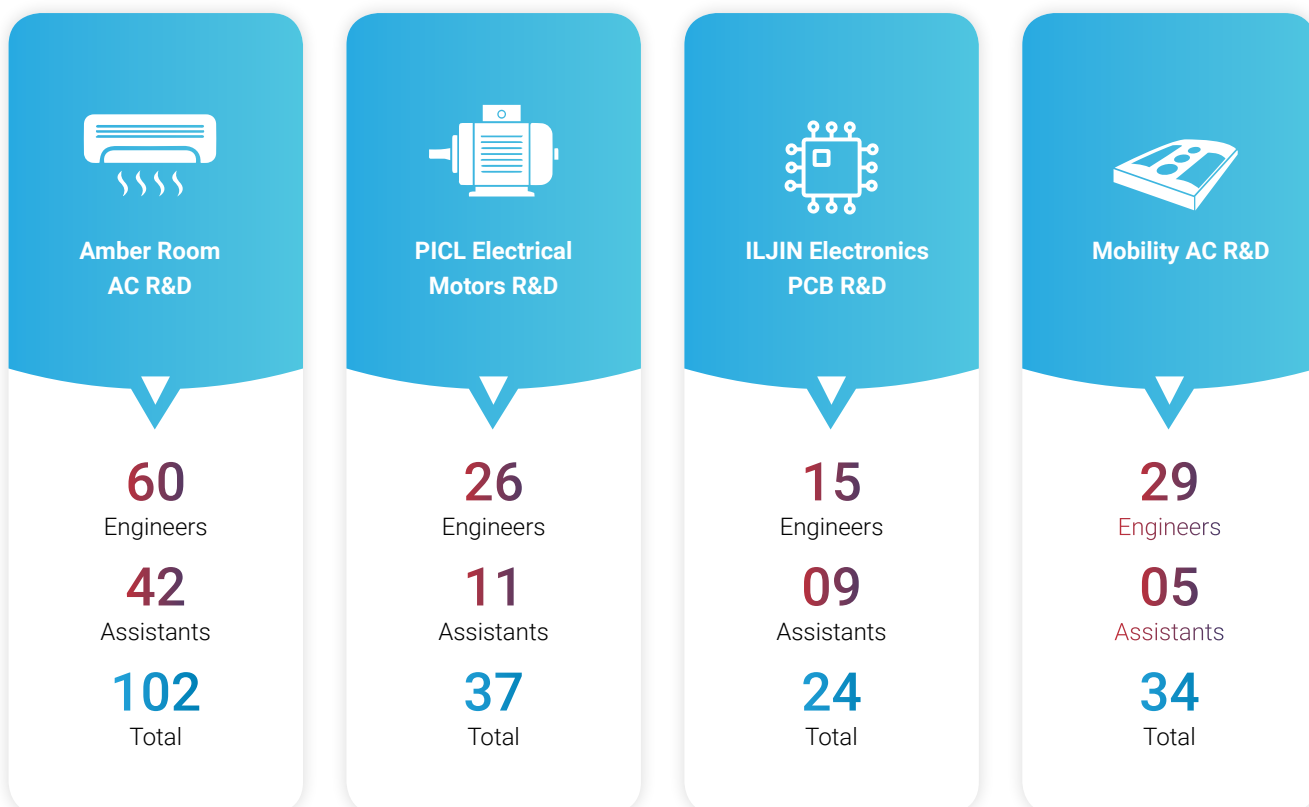 Amber Room
AC R&D
60
Engineers
42
Assistants
102
Total
PICL Electrical
Motors R&D
26
Engineers
11
Assistants
37
Total
ILJIN Electronics
PCB R&D
15
Engineers
09
Assistants
24
Total
Mobility AC R&D
29
Engineers
05
Assistants
34
Total